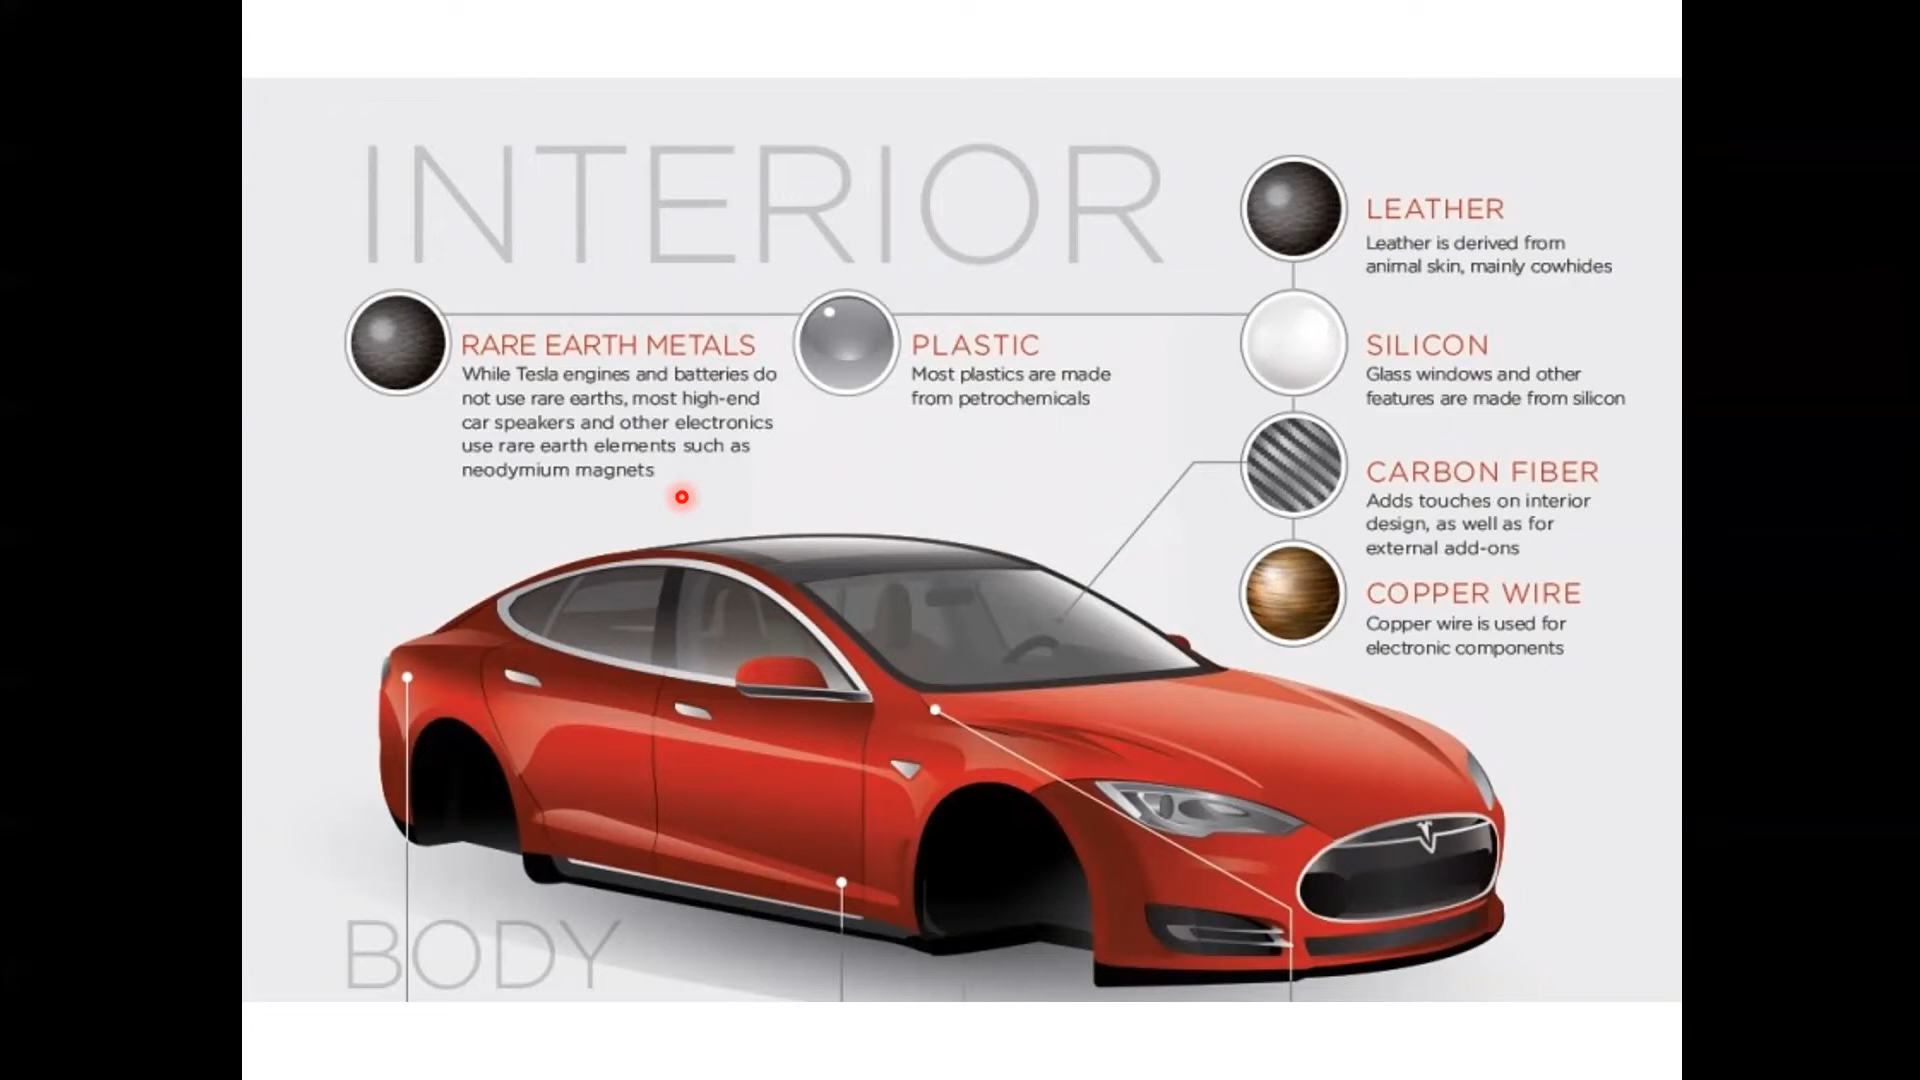 INTERIOR
LEATHER
Leather is derived from
animal skin, mainly cowhides
RARE EARTH METALS
While Tesla engines and batteries do
not use rare earths, most high-end
car speakers and other electronics
use rare earth elements such as
neodymium magnets
PLASTIC
Most plastics are made
from petrochemicals
SILICON
Glass windows and other
features are made from silicon
CARBON FIBER
Adds touches on interior
design, as well as for
external add-ons
COPPER WIRE
Copper wire is used for
electronic components
BODY